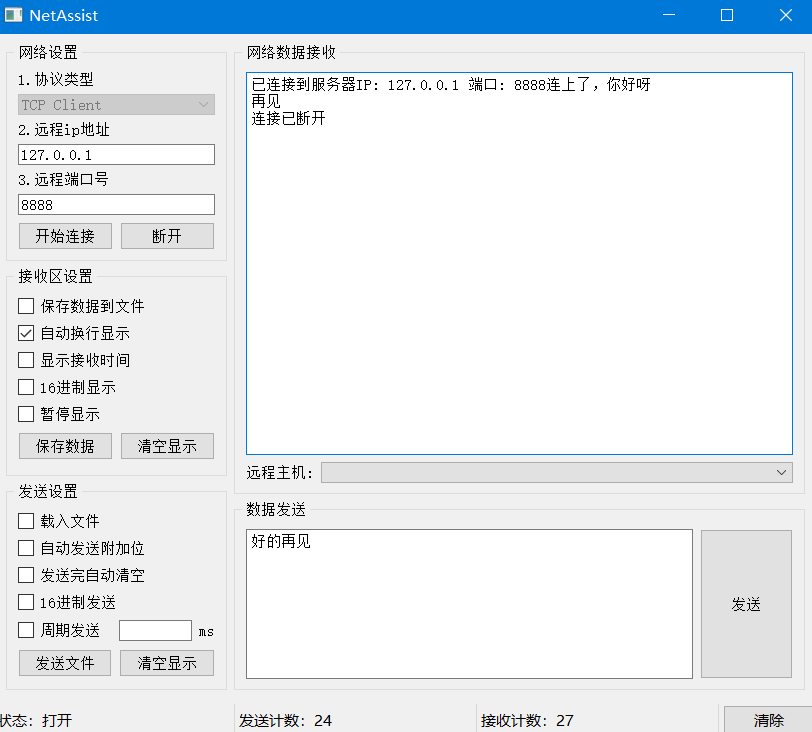 NetAssist
网络设置
1.协议类型
TCP Client
2.远程ip地址
127.0.0.1
3.远程端口号
8888
开始连接 断开
接收区设置
保存数据到文件
自动换行显示
显示接收时间
16进制显示
暂停显示
保存数据 清空显示
发送设置
载入文件
自动发送附加位
发送完自动清空
16进制发送
周期发送 ms
发送文件 清空显示
网络数据接收
已连接到服务器IP: 127.0.0.1 端口: 8888连上了，你好呀
再见
连接已断开
远程主机:
数据发送
好的再见
发送
状态: 打开 发送计数: 24 接收计数: 27 清除